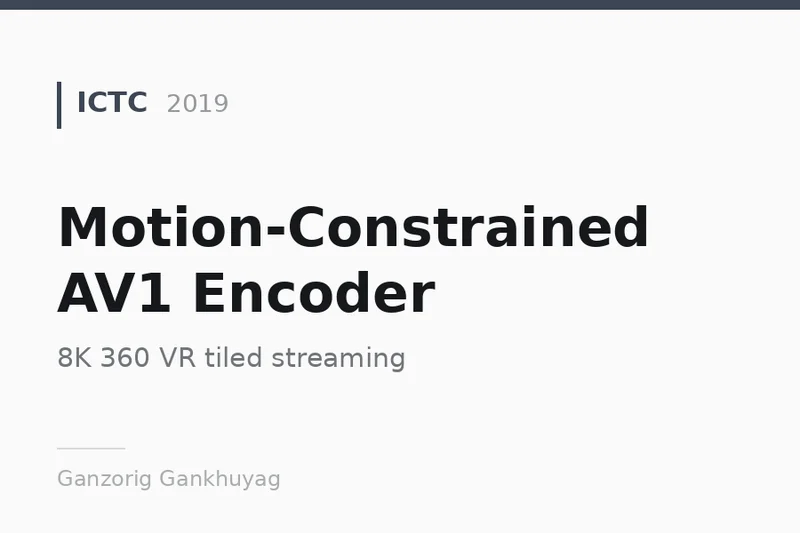 ICTC 2019
Motion-Constrained
AV1 Encoder
8K 360 VR tiled streaming
Ganzorig Gankhuyag